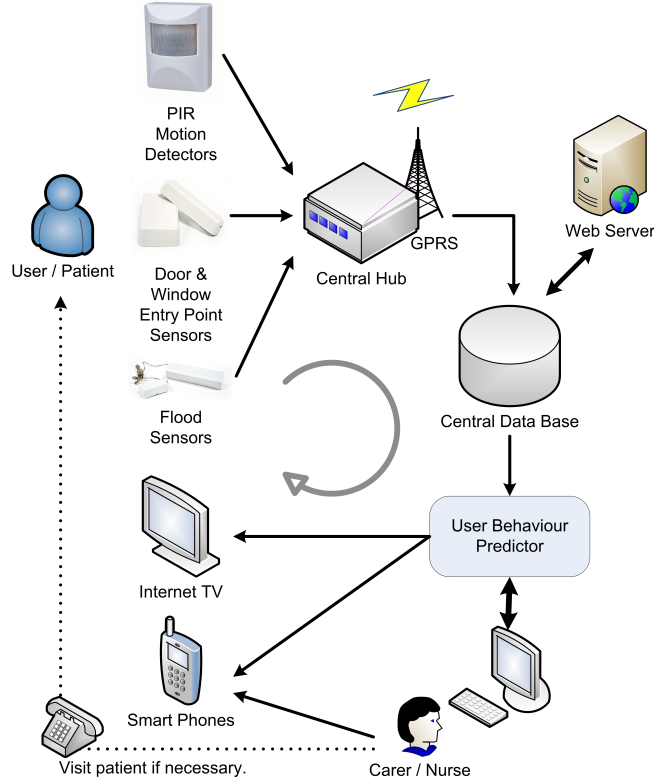 PIR
Motion
Detectors
User / Patient
Door &
Window
Entry Point
Sensors
Flood
Sensors
GPRS
Central Hub
Web Server
Central Data Base
User Behaviour
Predictor
Internet TV
Smart Phones
Visit patient if necessary.
Carer / Nurse